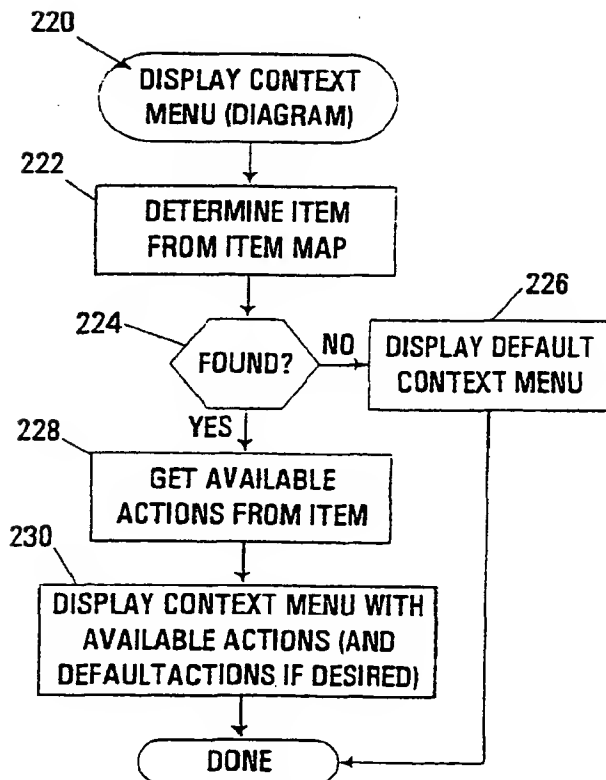 220
DISPLAY CONTEXT
MENU (DIAGRAM)
222
DETERMINE ITEM
FROM ITEM MAP
224
FOUND?
NO
226
DISPLAY DEFAULT
CONTEXT MENU
YES
228
GET AVAILABLE
ACTIONS FROM ITEM
230
DISPLAY CONTEXT MENU WITH
AVAILABLE ACTIONS (AND
DEFAULTACTIONS IF DESIRED)
DONE